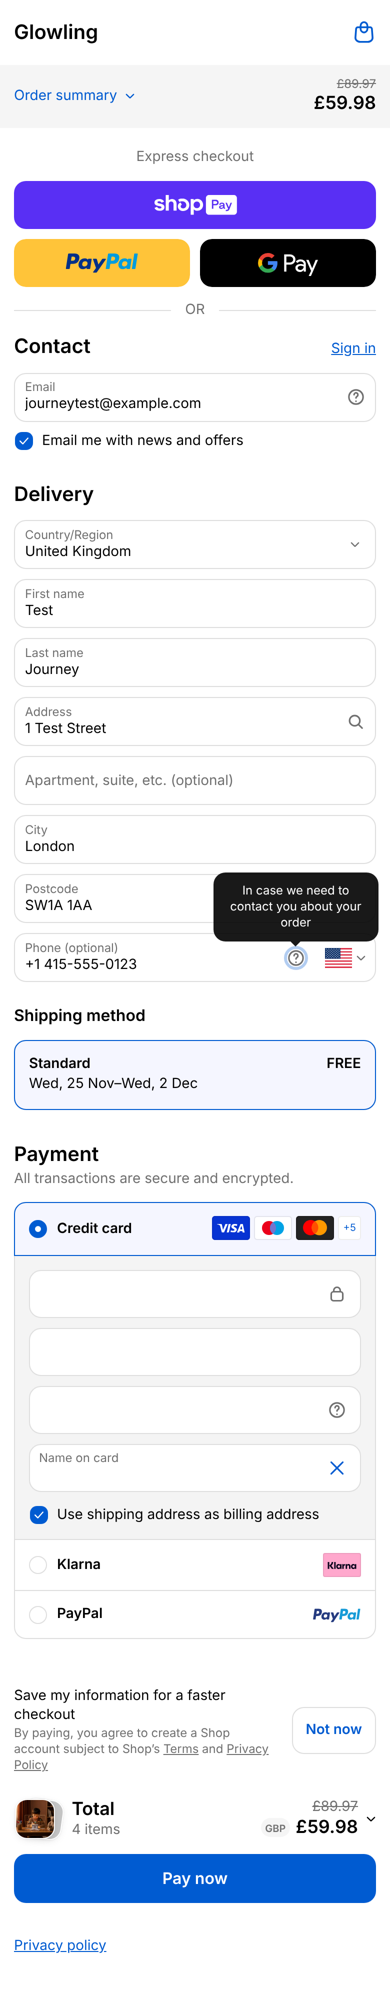 Glowling
Order summary
£89.97
£59.98
Express checkout
shop Pay
PayPal
G Pay
OR
Contact
Sign in
Email
journeytest@example.com
Email me with news and offers
Delivery
Country/Region
United Kingdom
First name
Test
Last name
Journey
Address
1 Test Street
Apartment, suite, etc. (optional)
City
London
Postcode
SW1A 1AA
In case we need to
contact you about your
order
Phone (optional)
+1 415-555-0123
Shipping method
Standard
FREE
Wed, 25 Nov–Wed, 2 Dec
Payment
All transactions are secure and encrypted.
Credit card
VISA
+5
Name on card
Use shipping address as billing address
Klarna
Klarna
PayPal
PayPal
Save my information for a faster
checkout
By paying, you agree to create a Shop
account subject to Shop's Terms and Privacy
Policy
Not now
Total
4 items
£89.97
GBP £59.98
Pay now
Privacy policy